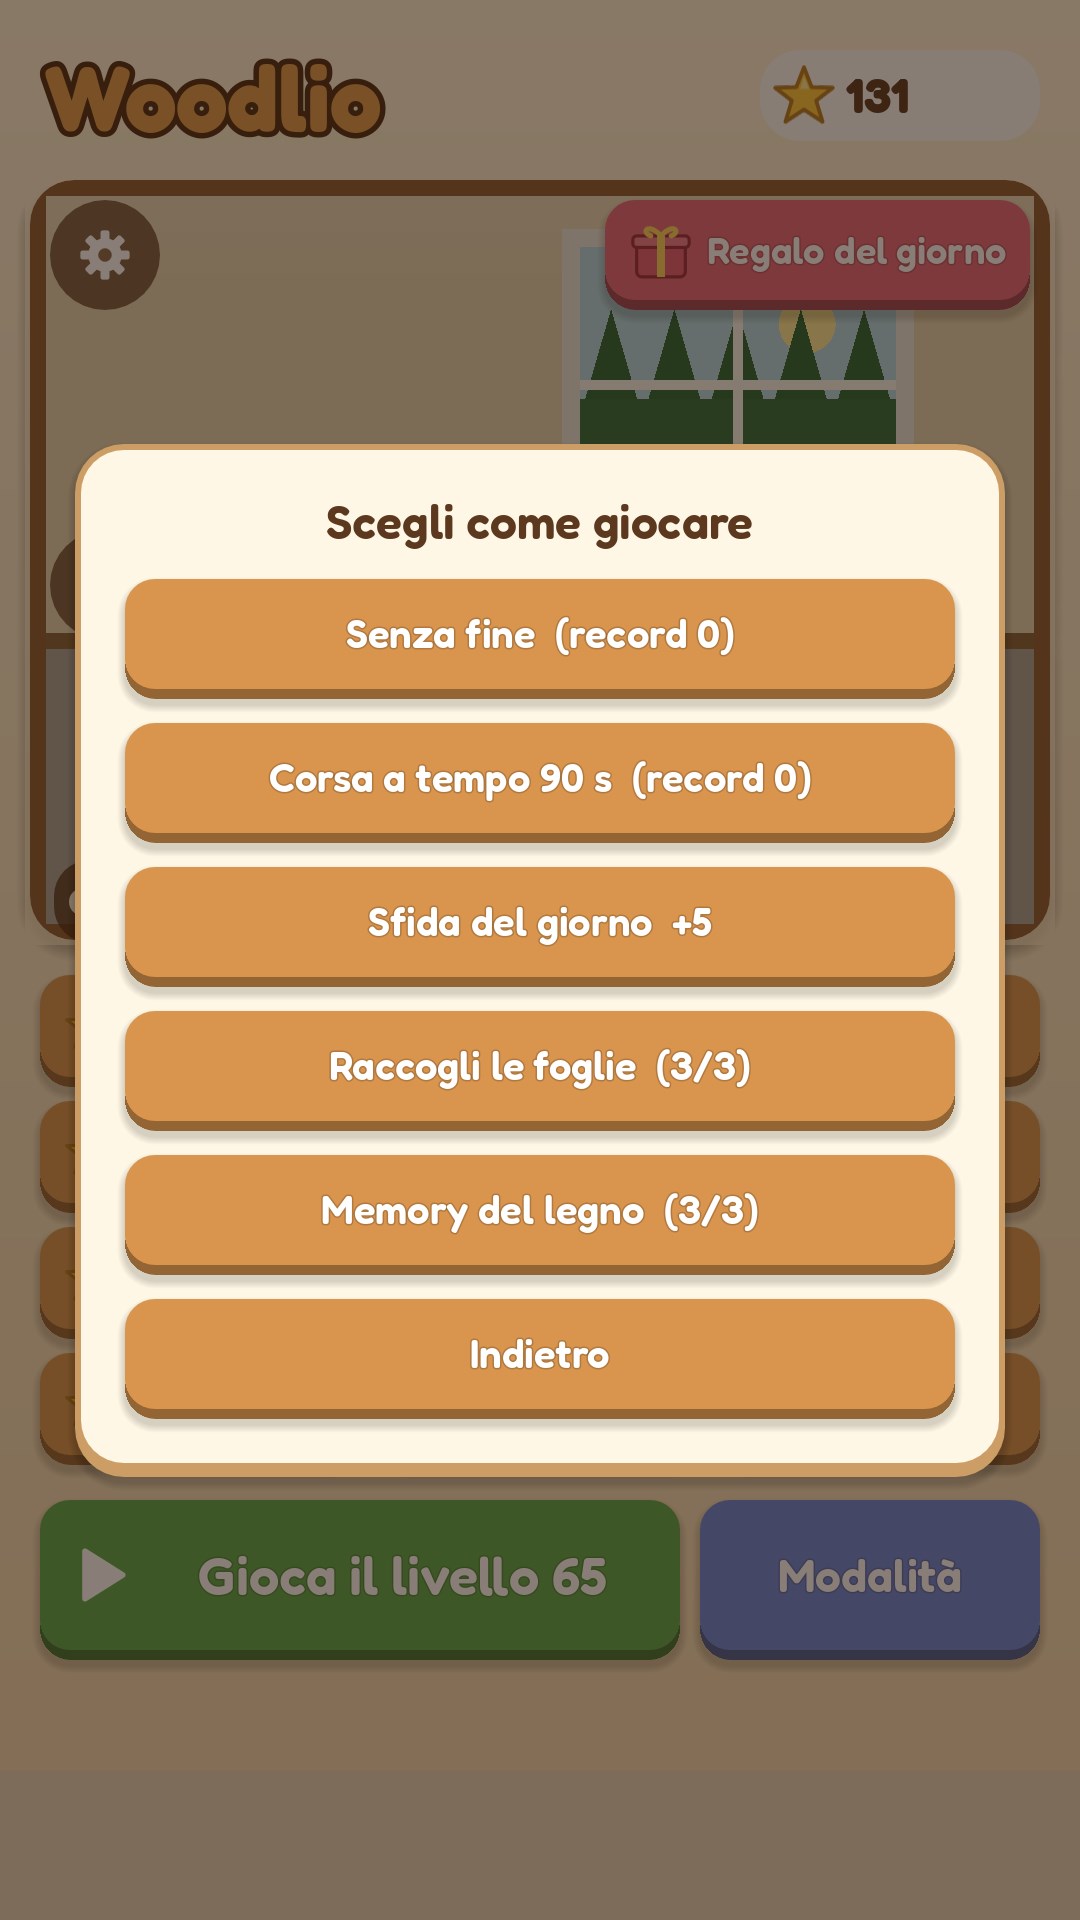 Woodlio
131
Regalo del giorno
Scegli come giocare
Senza fine (record 0)
Corsa a tempo 90 s (record 0)
Sfida del giorno +5
Raccogli le foglie (3/3)
Memory del legno (3/3)
Indietro
Gioca il livello 65
Modalità